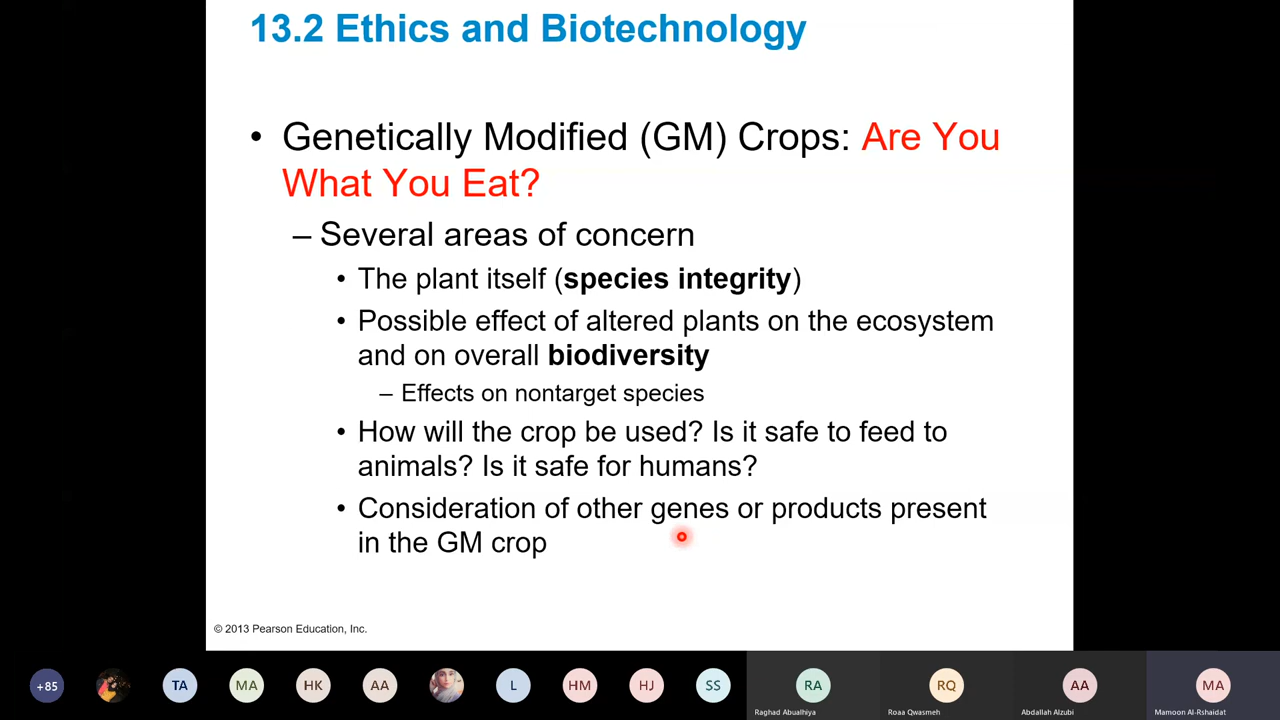 13.2 Ethics and Biotechnology
• Genetically Modified (GM) Crops: Are You
What You Eat?
– Several areas of concern
• The plant itself (species integrity)
• Possible effect of altered plants on the ecosystem
and on overall biodiversity
– Effects on nontarget species
• How will the crop be used? Is it safe to feed to
animals? Is it safe for humans?
• Consideration of other genes or products present
in the GM crop
© 2013 Pearson Education, Inc.
+85 TA MA HK AA L HM HJ SS RA RQ AA MA
Raghad Abualhiya Roaa Qwasmeh Abdallah Alzubi Mamoon Al-Rshaidat